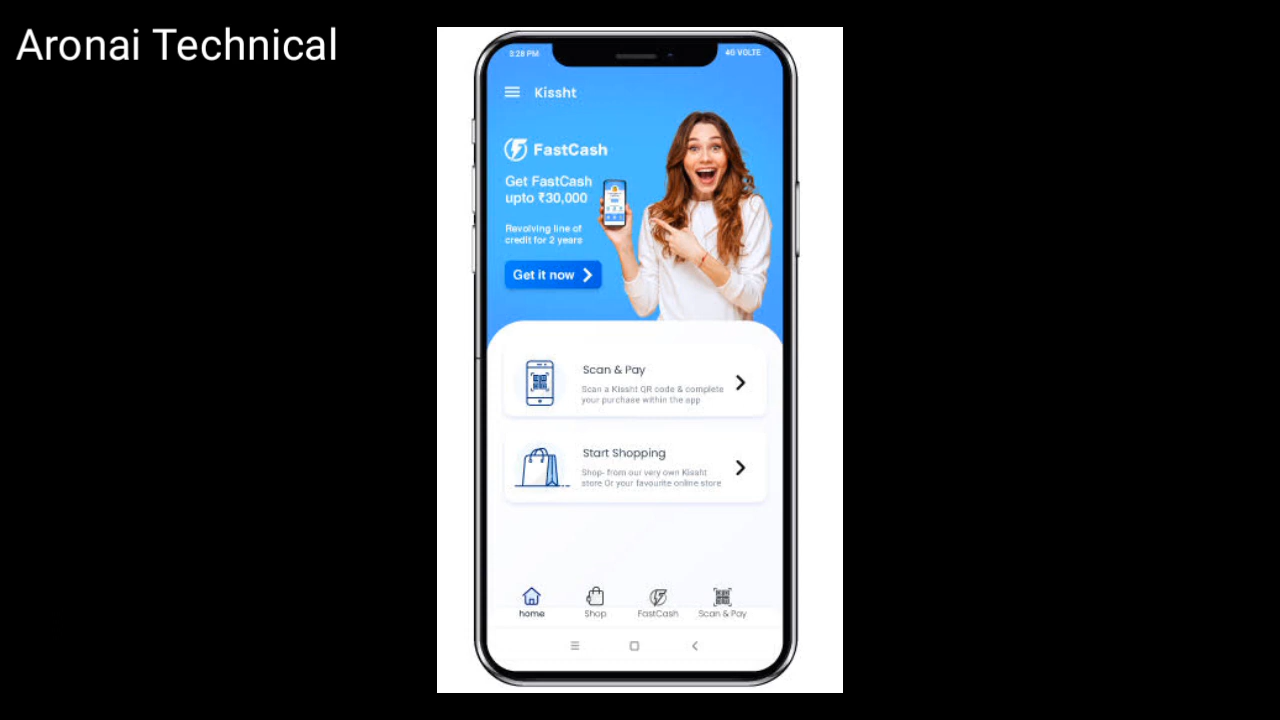 Aronai Technical
3:28 PM
4G VOLTE
Kissht
FastCash
Get FastCash
upto ₹30,000
Revolving line of
credit for 2 years
Get it now
Scan & Pay
Scan a Kissht QR code & complete
your purchase within the app
Start Shopping
Shop- from our very own Kissht
store Or your favourite online store
home
Shop
FastCash
Scan & Pay